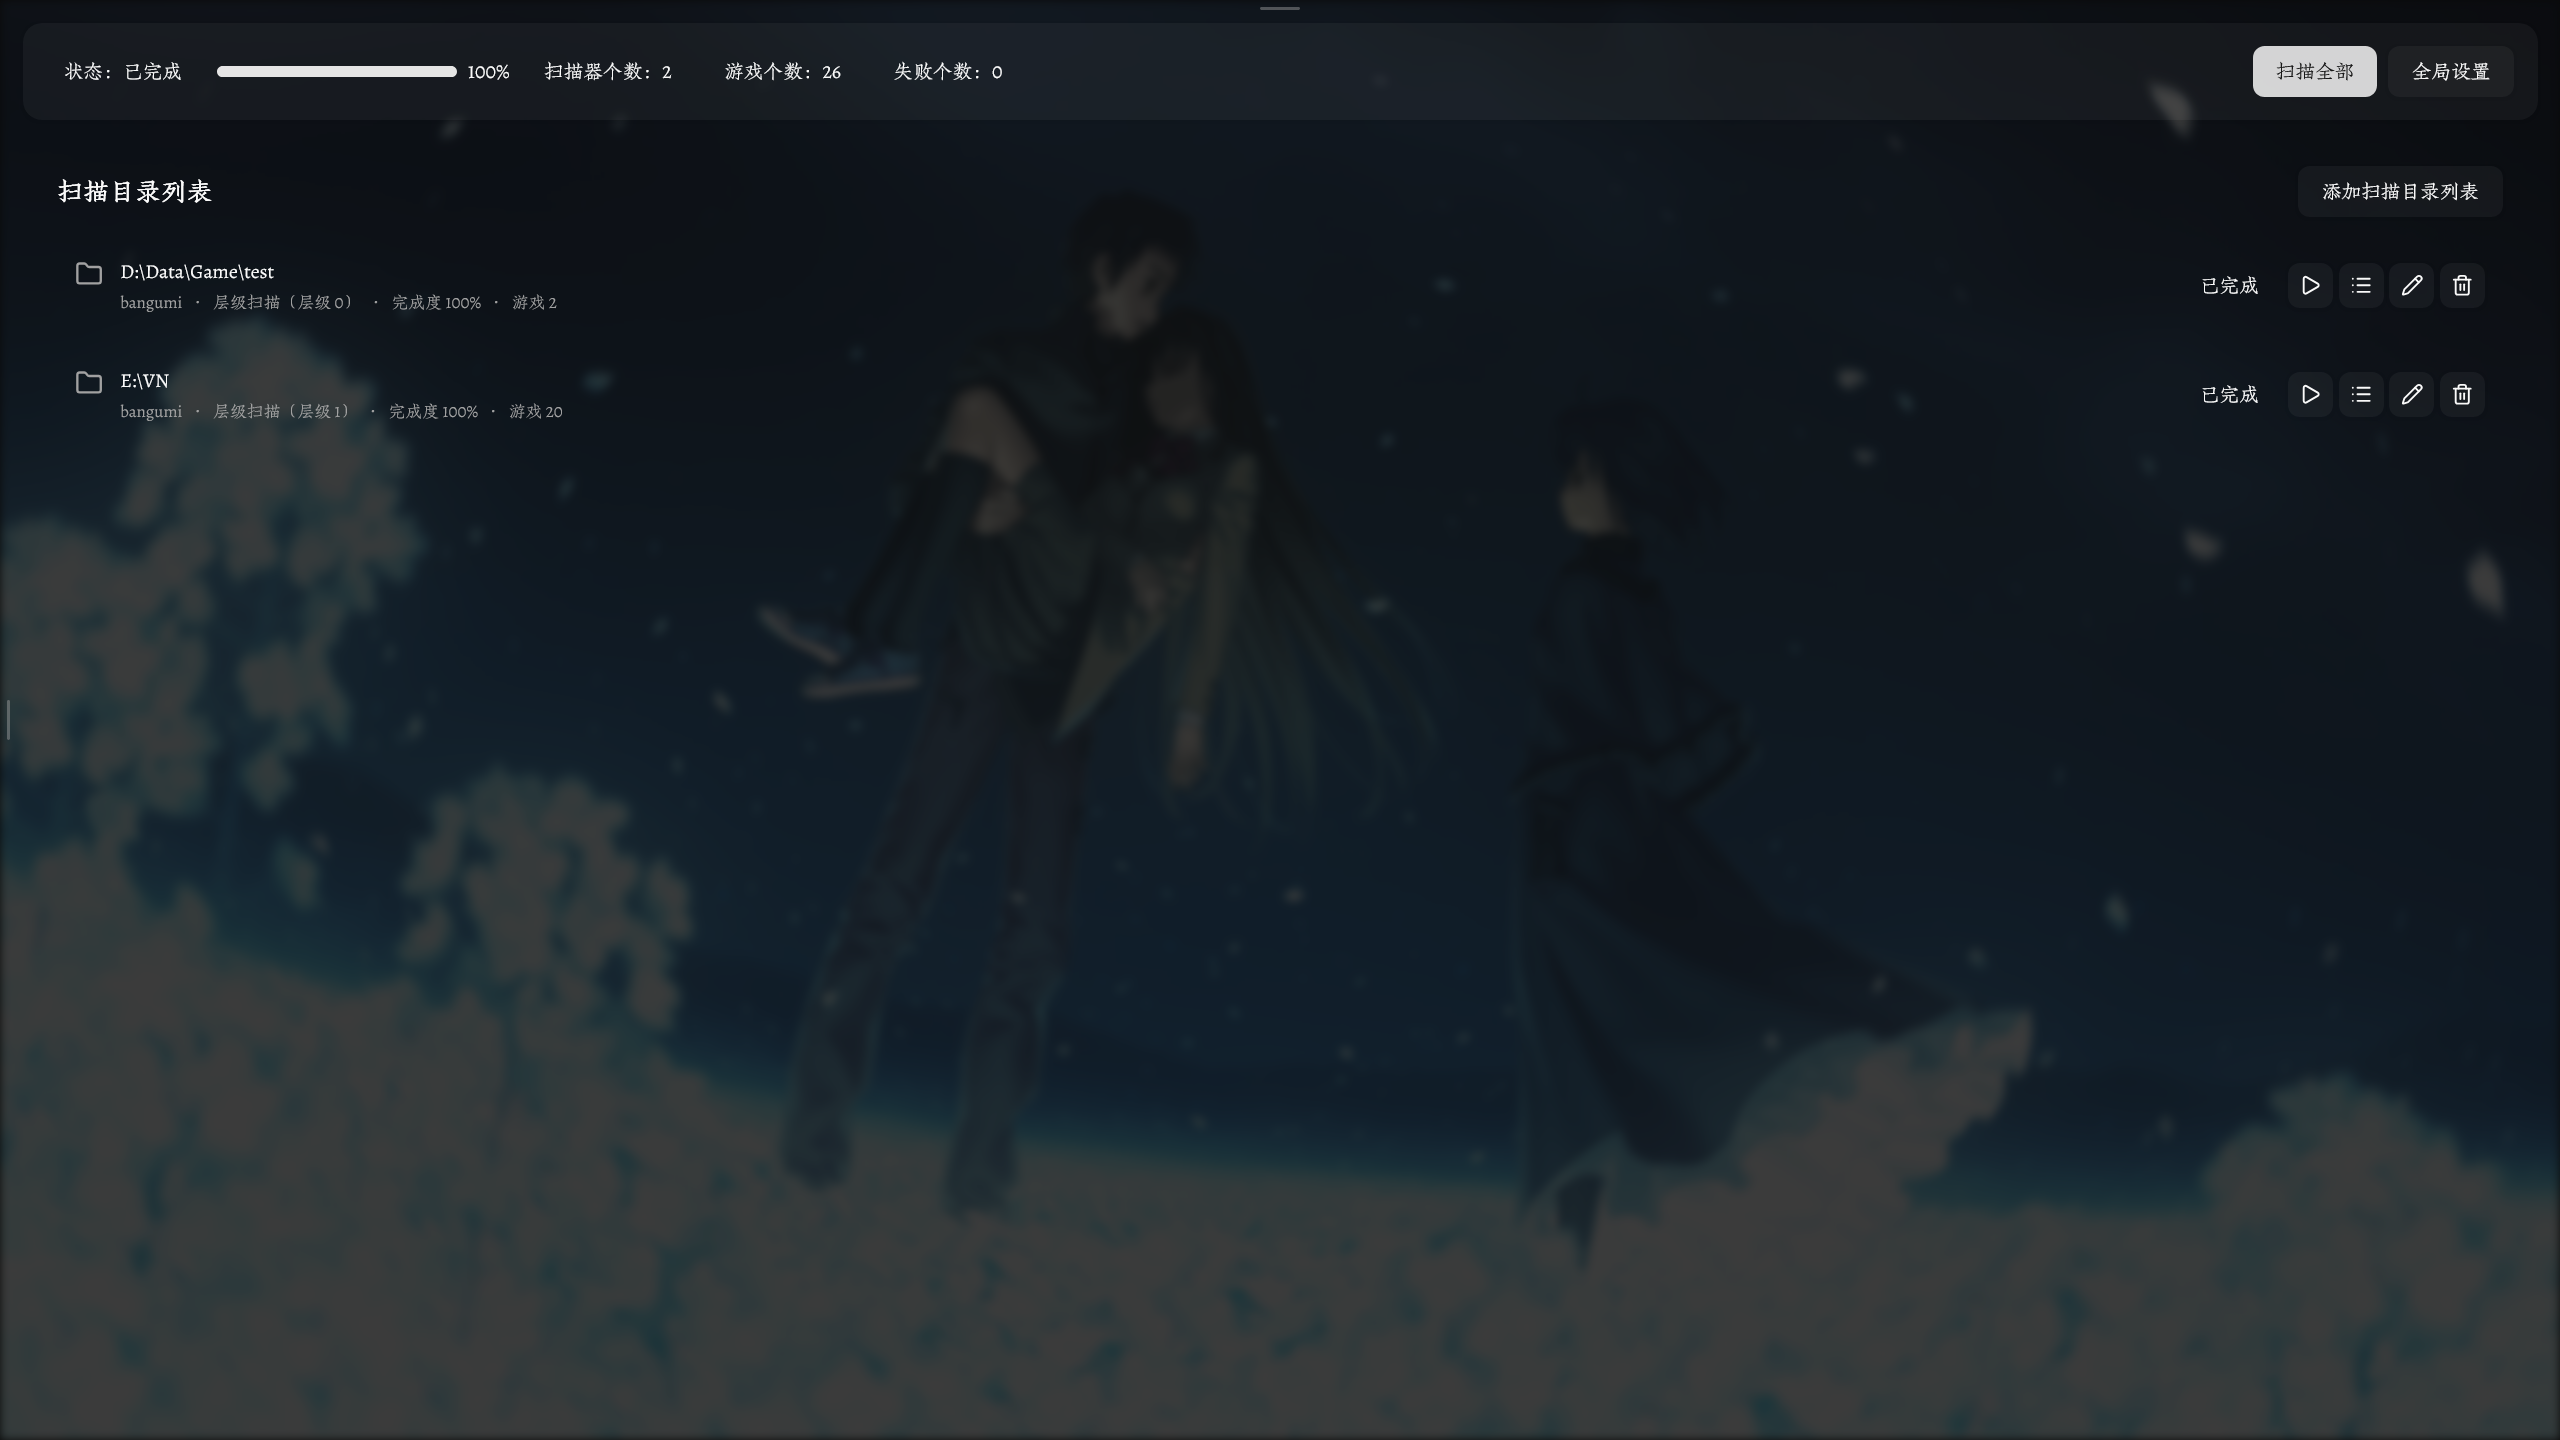 状态：已完成 100% 扫描器个数：2 游戏个数：26 失败个数：0 扫描全部 全局设置
扫描目录列表 添加扫描目录列表
D:\Data\Game\test
bangumi · 层级扫描（层级 0） · 完成度 100% · 游戏 2
已完成
E:\VN
bangumi · 层级扫描（层级 1） · 完成度 100% · 游戏 20
已完成